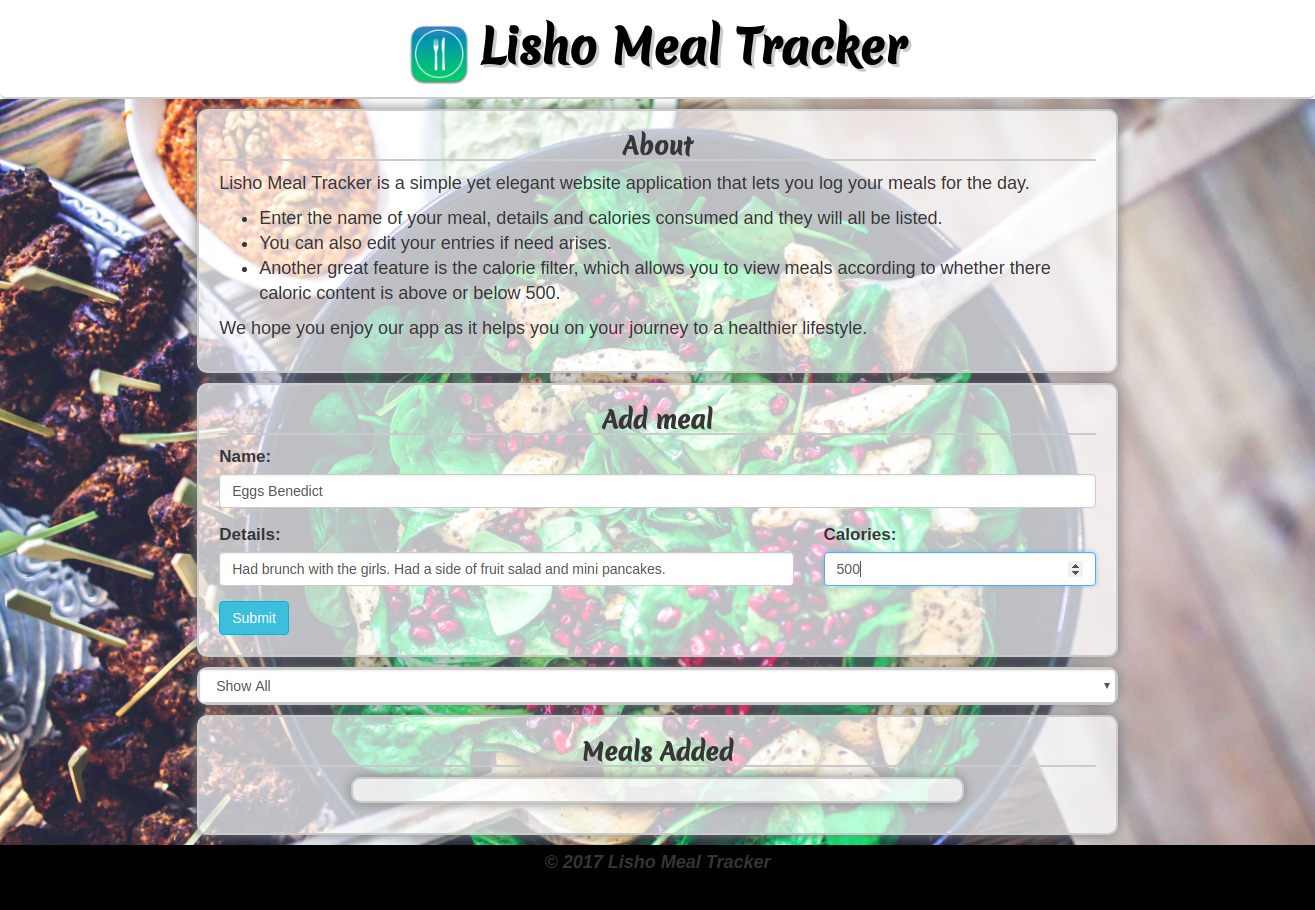 Lisho Meal Tracker
About
Lisho Meal Tracker is a simple yet elegant website application that lets you log your meals for the day.
Enter the name of your meal, details and calories consumed and they will all be listed.
You can also edit your entries if need arises.
Another great feature is the calorie filter, which allows you to view meals according to whether there
caloric content is above or below 500.
We hope you enjoy our app as it helps you on your journey to a healthier lifestyle.
Add meal
Name:
Eggs Benedict
Details:
Calories:
Had brunch with the girls. Had a side of fruit salad and mini pancakes.
500
Submit
Show All
Meals Added
© 2017 Lisho Meal Tracker